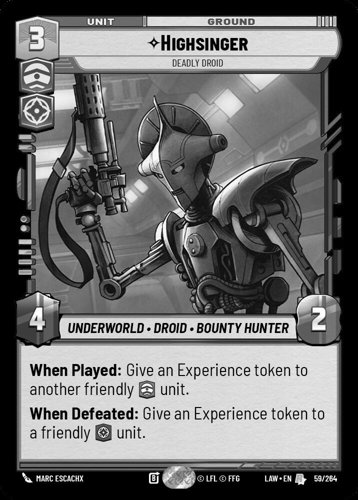 UNIT
GROUND
3
✧HIGHSINGER
DEADLY DROID
4
UNDERWORLD • DROID • BOUNTY HUNTER
2
When Played: Give an Experience token to
another friendly unit.
When Defeated: Give an Experience token to
a friendly unit.
MARC ESCACHX
© LFL © FFG
LAW • EN
59/264